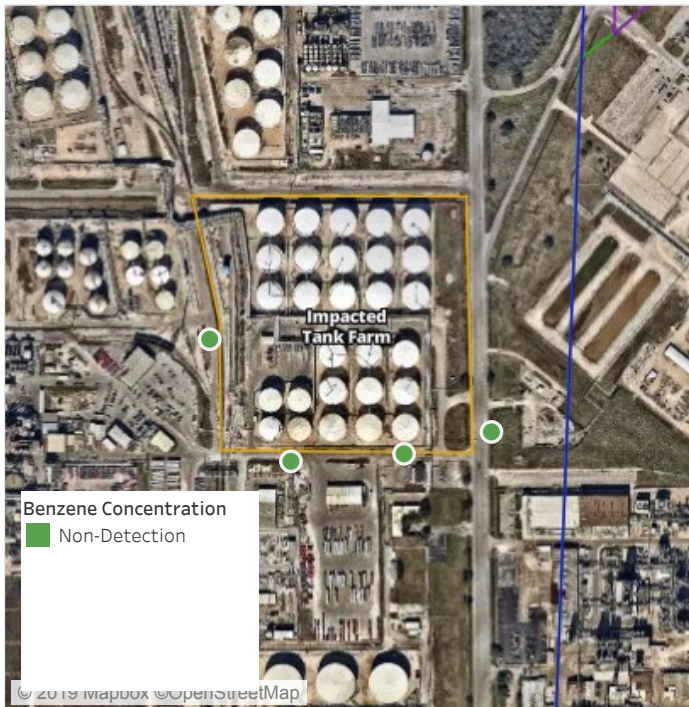 Impacted
Tank Farm
Benzene Concentration
Non-Detection
© 2019 Mapbox ©OpenStreetMap